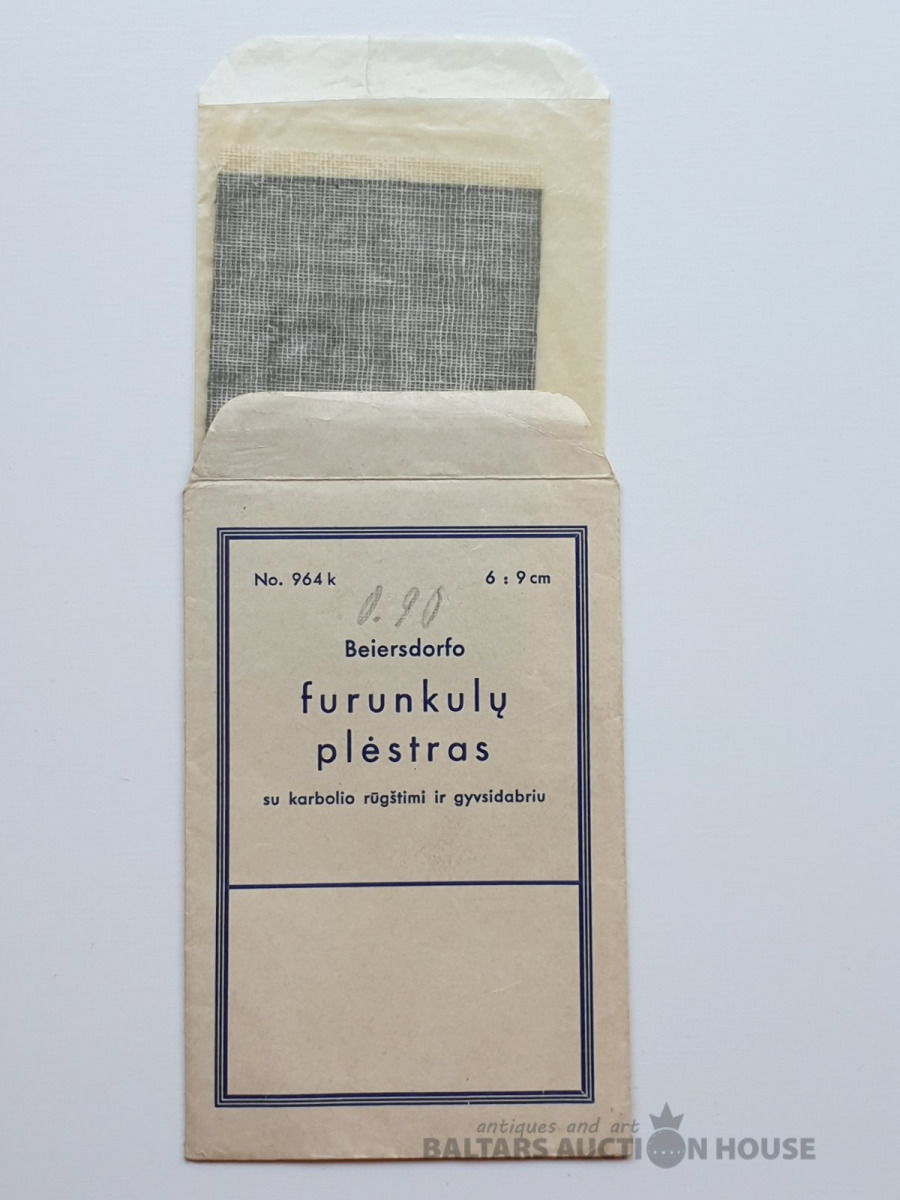 No. 964 k 6 : 9 cm
0.90
Beiersdorfo
furunkulų
plėstras
su karbolio rūgštimi ir gyvsidabriu
antiques and art
BALTARS AUCTION HOUSE